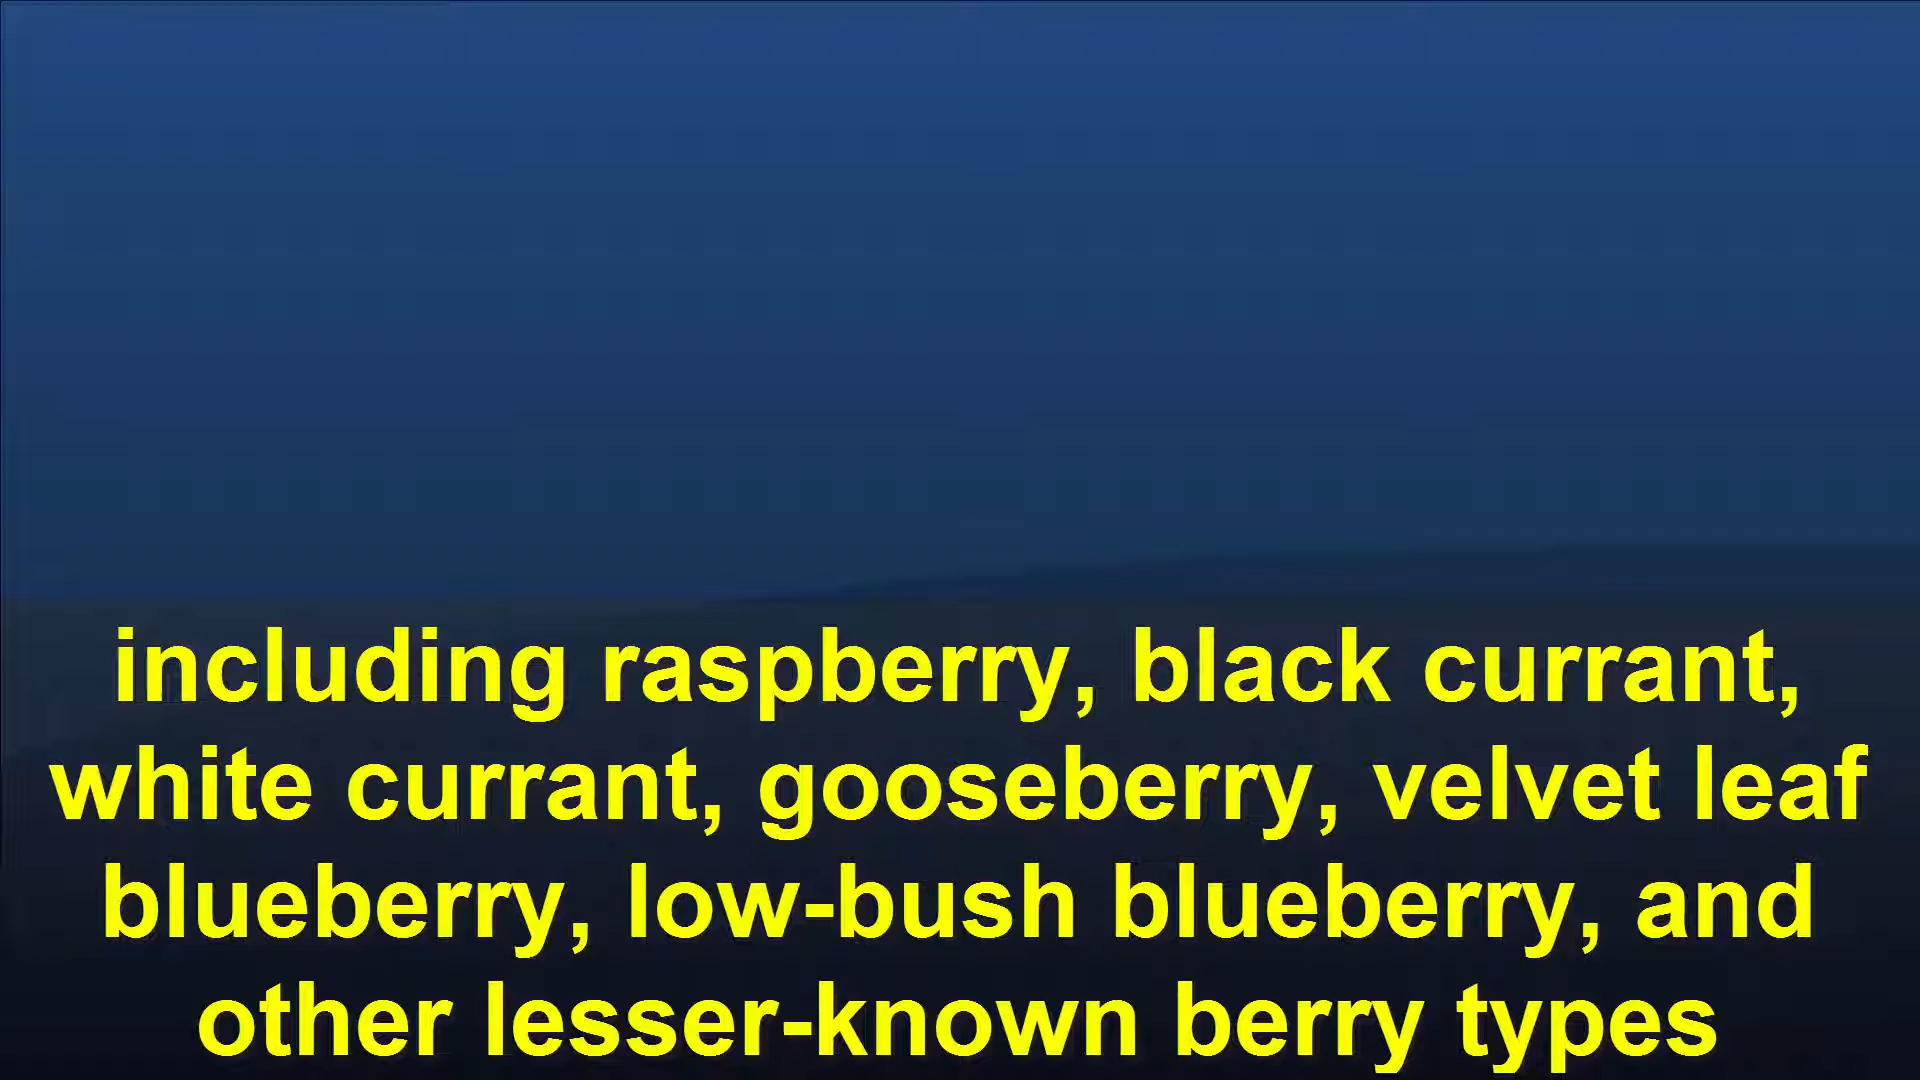 including raspberry, black currant,
white currant, gooseberry, velvet leaf
blueberry, low-bush blueberry, and
other lesser-known berry types